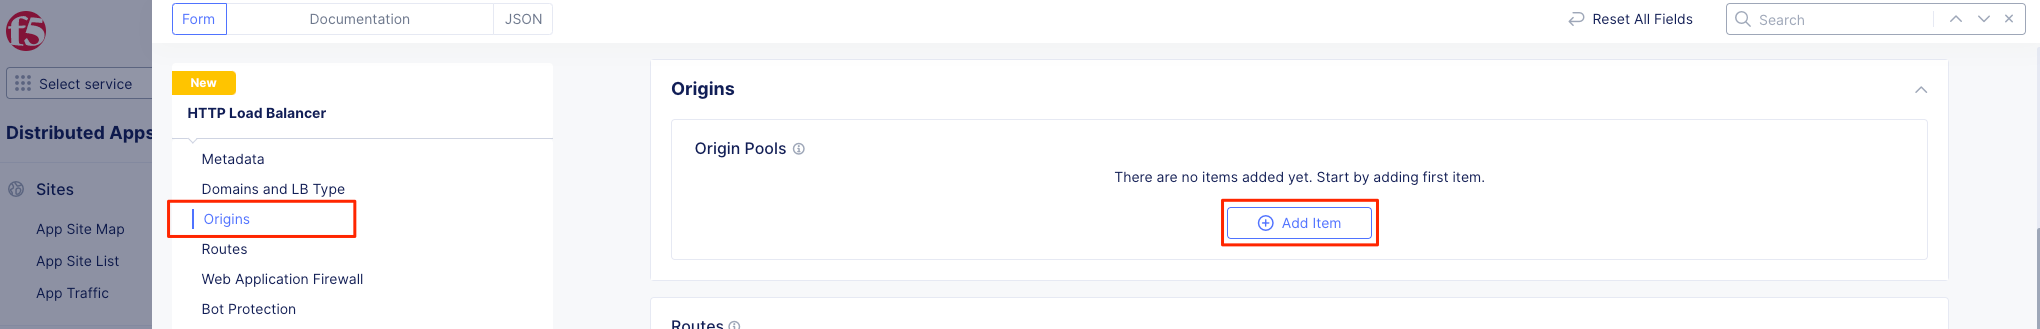 f5
Select service
Distributed Apps
Sites
App Site Map
App Site List
App Traffic
Form
Documentation
JSON
Reset All Fields
Search
New
HTTP Load Balancer
Metadata
Domains and LB Type
Origins
Routes
Web Application Firewall
Bot Protection
Origins
Origin Pools
There are no items added yet. Start by adding first item.
Add Item
Routes